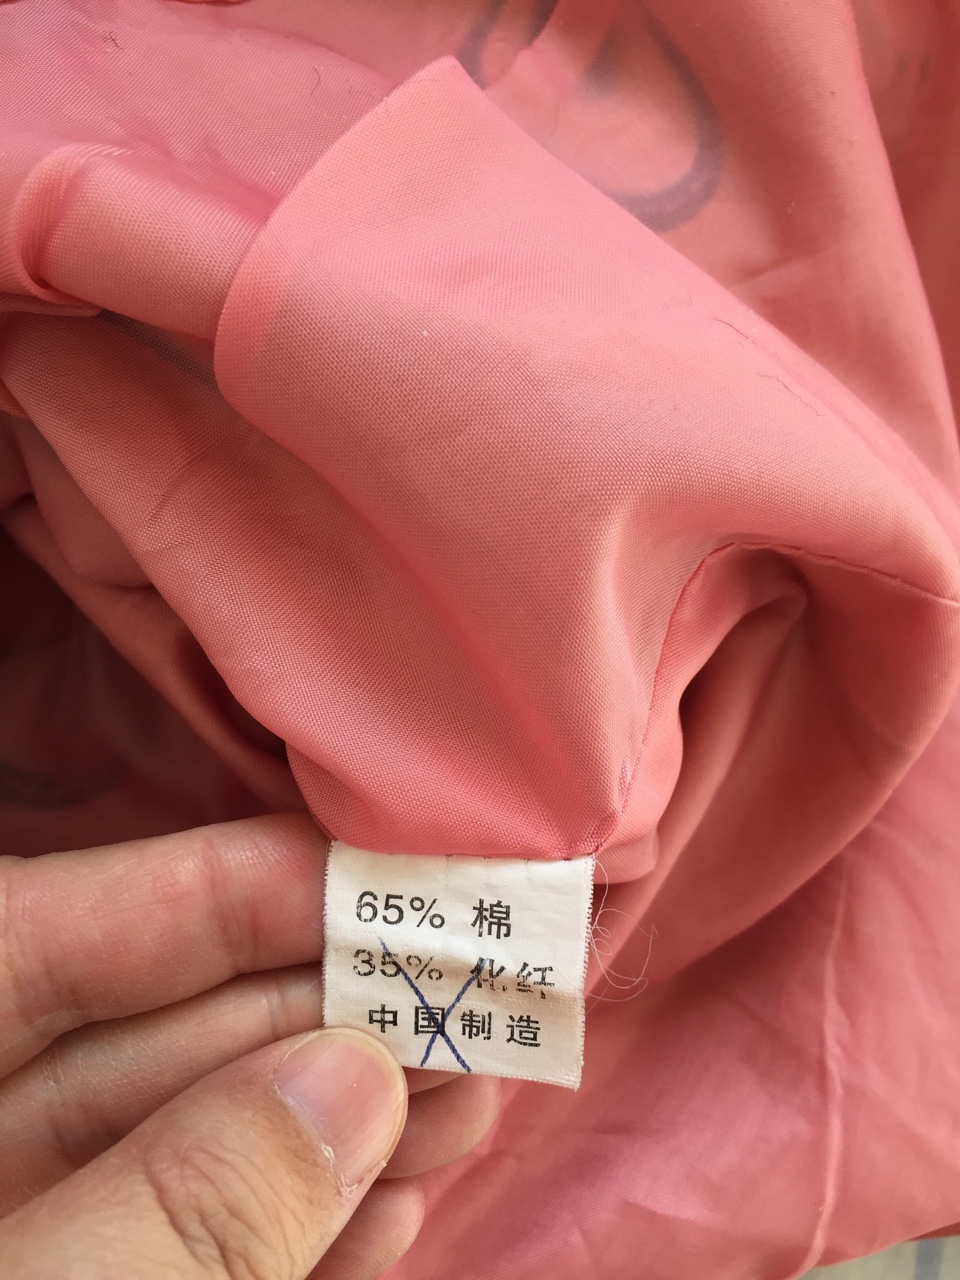 65% 棉
35% 化纤
中国制造